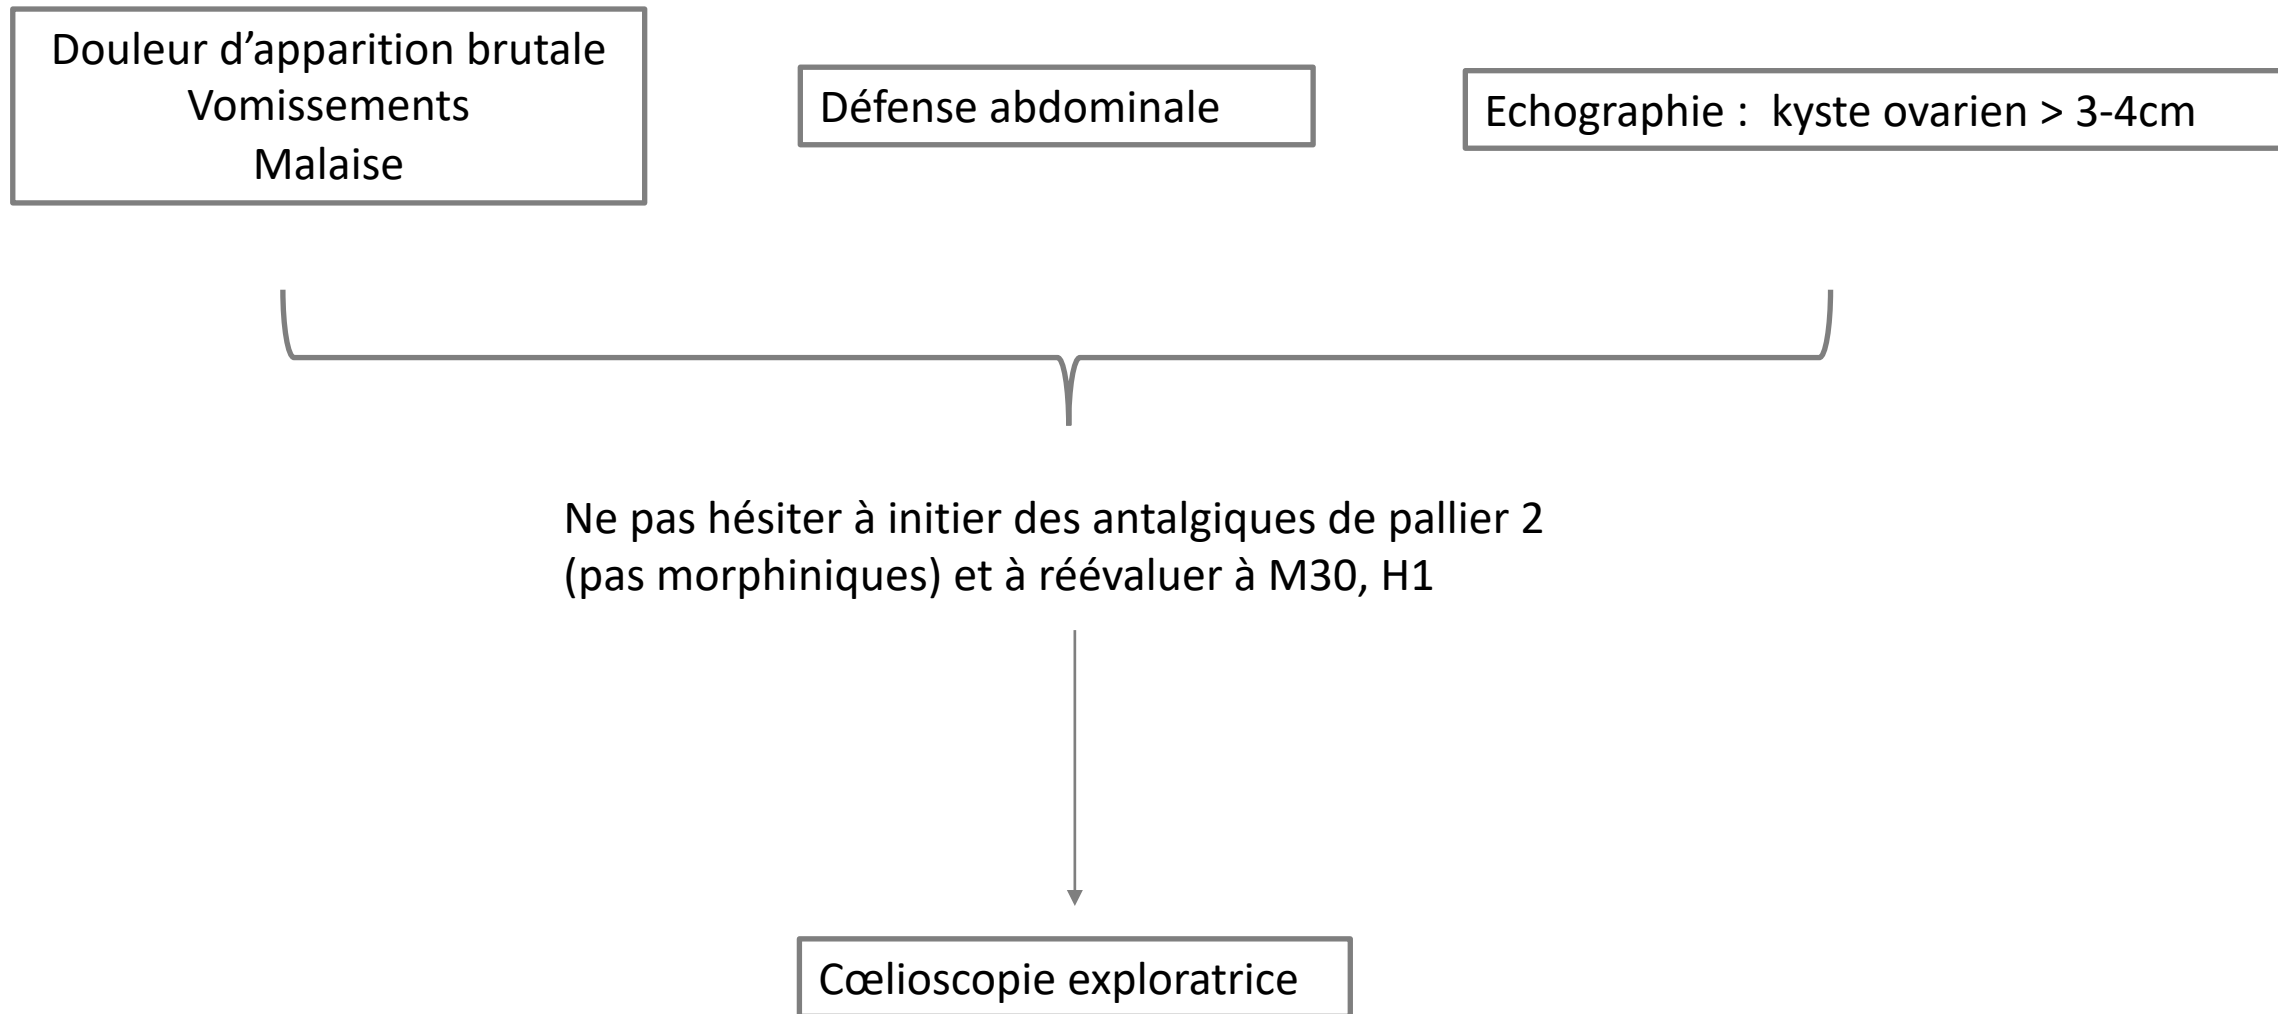 Douleur d’apparition brutale
Vomissements
Malaise
Défense abdominale
Echographie :  kyste ovarien > 3-4cm
Ne pas hésiter à initier des antalgiques de pallier 2
(pas morphiniques) et à réévaluer à M30, H1
Cœlioscopie exploratrice